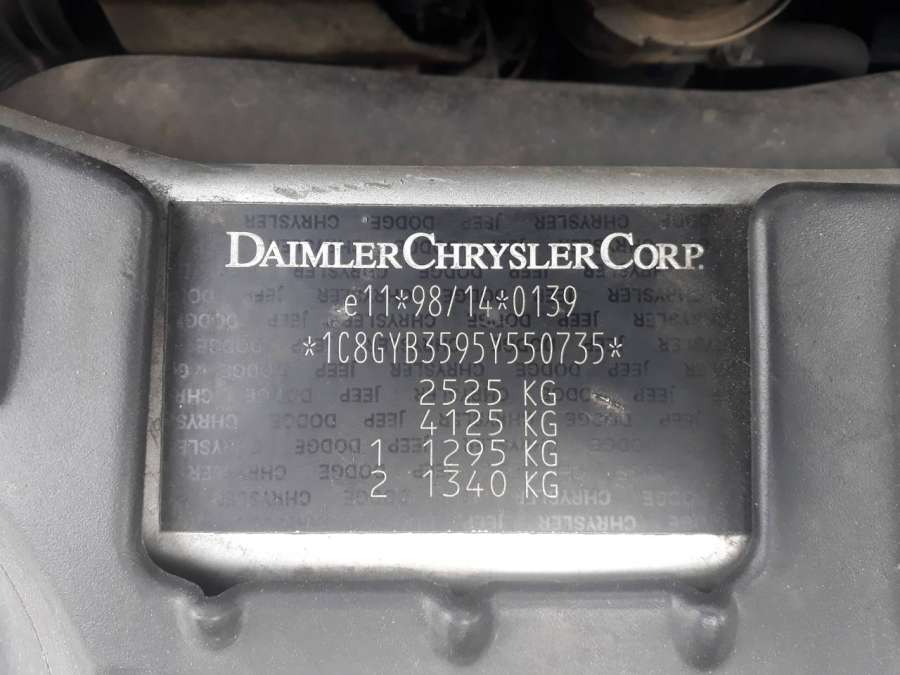 DAIMLERCHRYSLER CORP.
e11*98/14*0139
*1C8GYB3595Y550735*
2525 KG
4125 KG
1 1295 KG
2 1340 KG